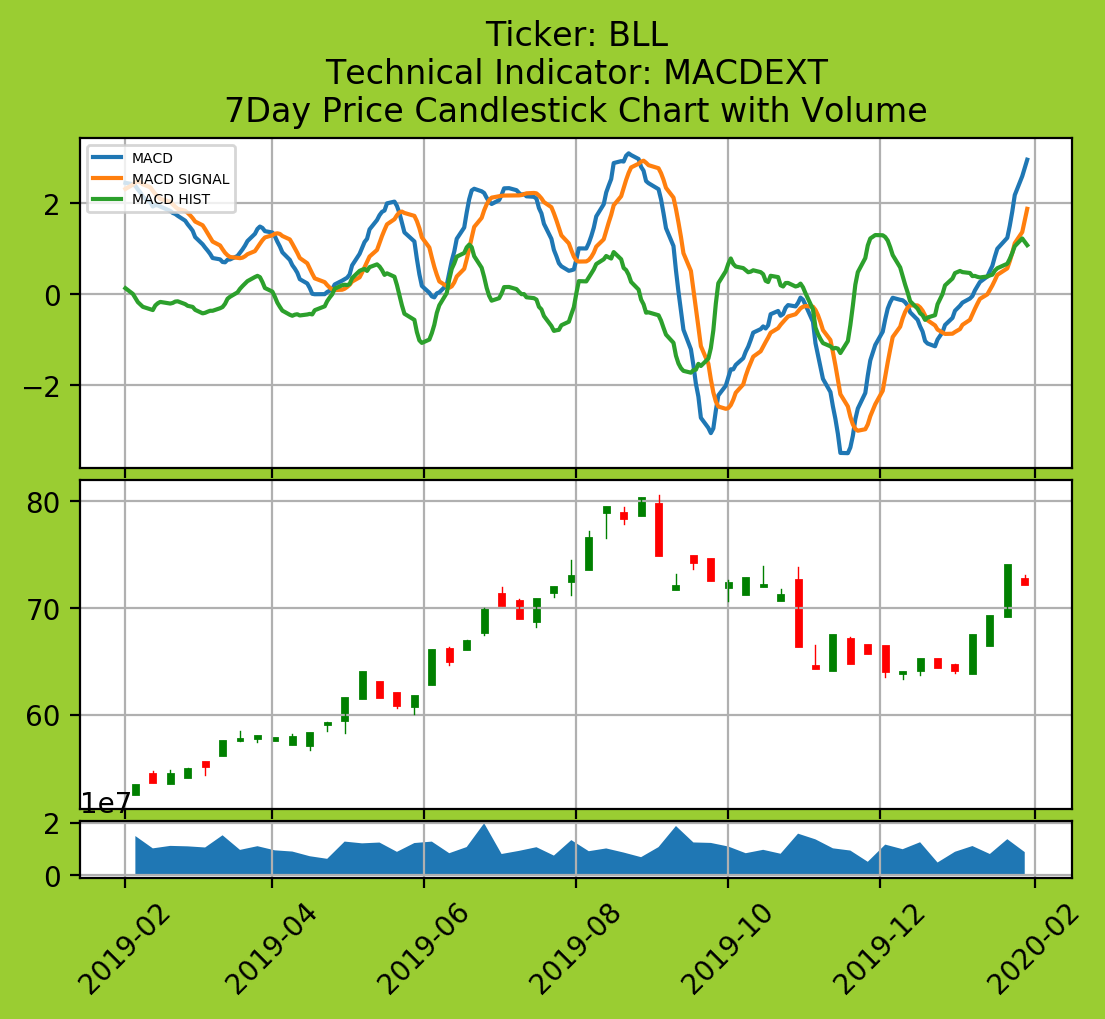 Ticker: BLL
Technical Indicator: MACDEXT
7Day Price Candlestick Chart with Volume
MACD
MACD SIGNAL
MACD HIST
2
0
−2
80
70
60
1e7
2
0
2019-02
2019-04
2019-06
2019-08
2019-10
2019-12
2020-02